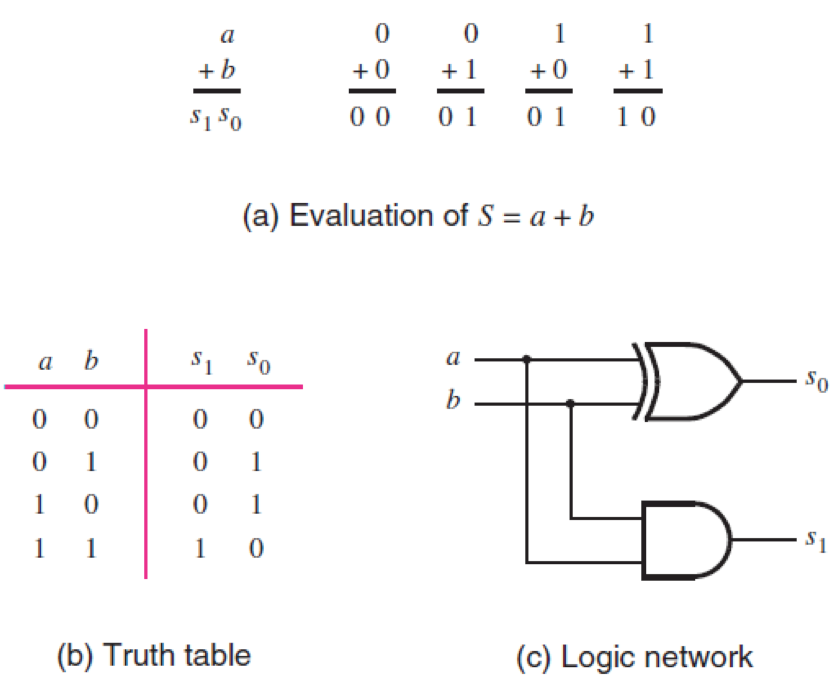 a 0 0 1 1
+ b + 0 + 1 + 0 + 1
s1 s0 0 0 0 1 0 1 1 0
(a) Evaluation of S = a + b
a b s1 s0
0 0 0 0
0 1 0 1
1 0 0 1
1 1 1 0
(b) Truth table
a
b
s0
s1
(c) Logic network